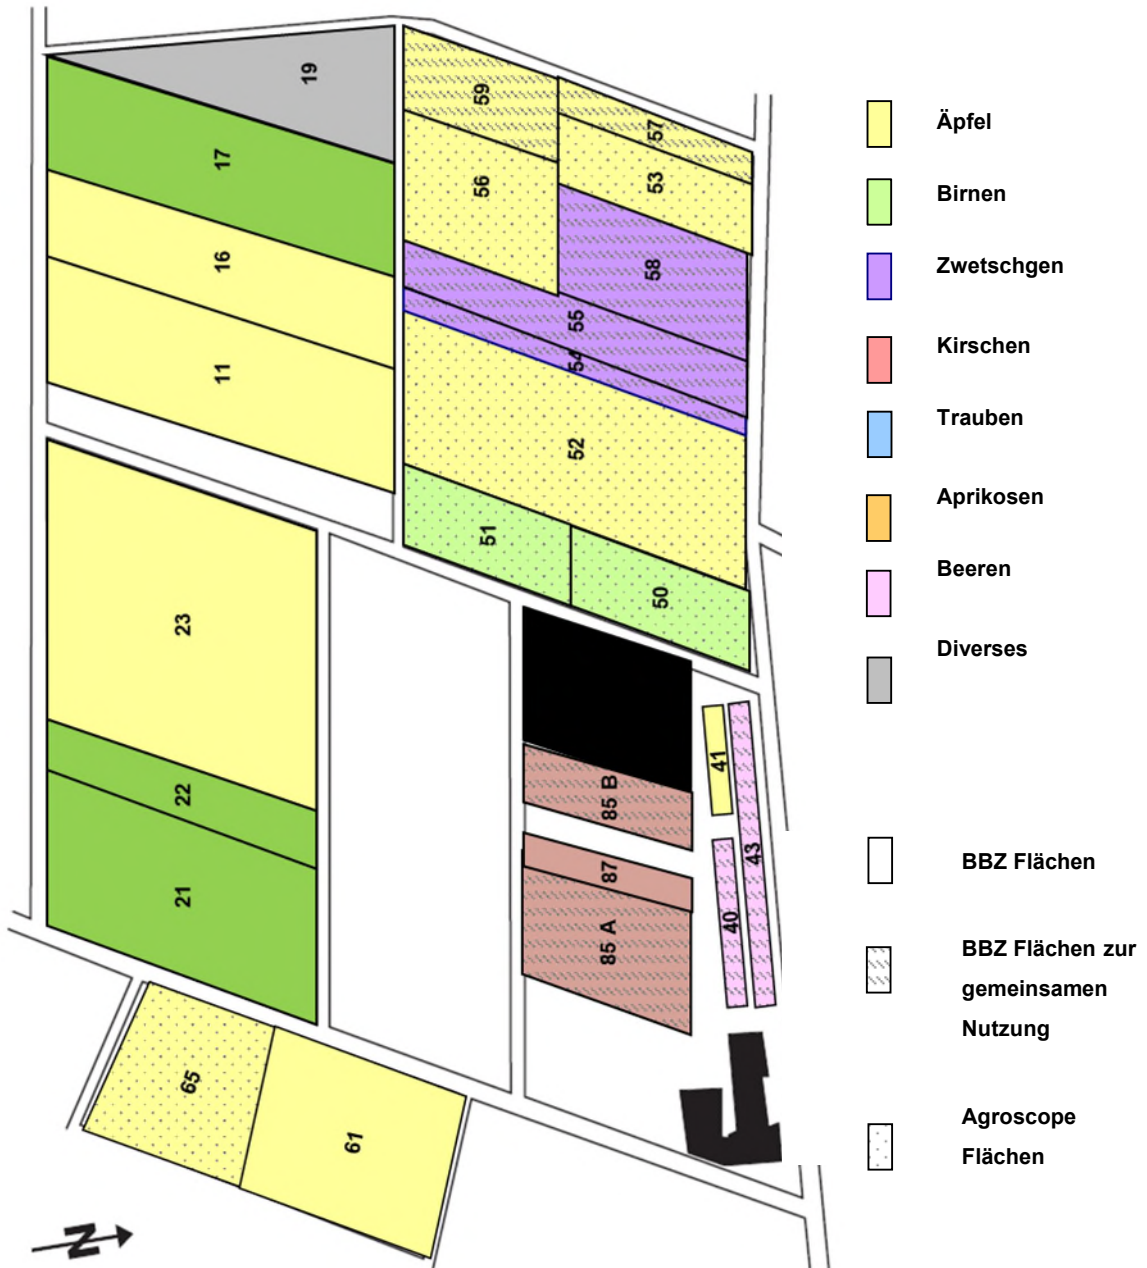 19
59
57
17
53
56
16
58
55
11
54
52
51
50
23
41
22
85 B
43
87
21
40
85 A
65
61
N
Äpfel
Birnen
Zwetschgen
Kirschen
Trauben
Aprikosen
Beeren
Diverses
BBZ Flächen
BBZ Flächen zur
gemeinsamen
Nutzung
Agroscope
Flächen